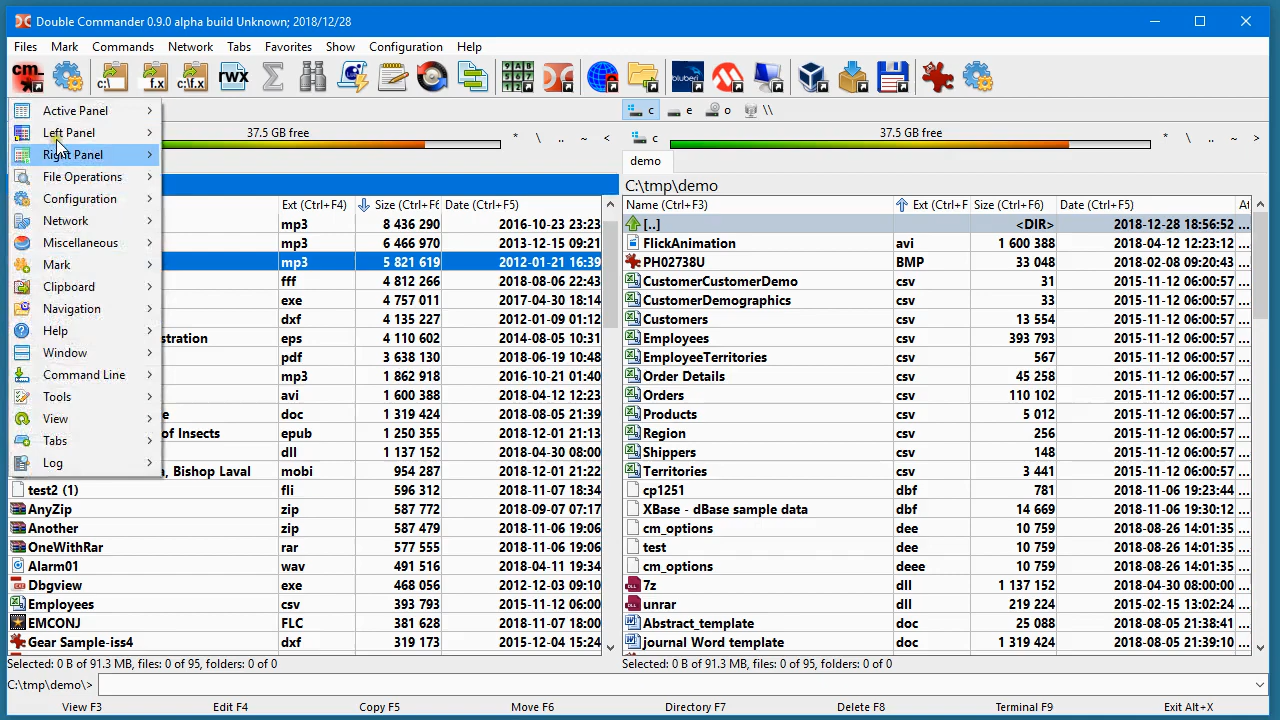 Double Commander 0.9.0 alpha build Unknown; 2018/12/28
Files Mark Commands Network Tabs Favorites Show Configuration Help
cm_ c:\ f.x c:\f.x rwx
Active Panel
Left Panel
Right Panel
File Operations
Configuration
Network
Miscellaneous
Mark
Clipboard
Navigation
Help
Window
Command Line
Tools
View
Tabs
Log
37.5 GB free * \ .. ~ <
Ext (Ctrl+F4) Size (Ctrl+F6 Date (Ctrl+F5)
mp3 8 436 290 2016-10-23 23:23
mp3 6 466 970 2013-12-15 09:21
mp3 5 821 619 2012-01-21 16:39
fff 4 812 266 2018-08-06 22:43
exe 4 757 011 2017-04-30 18:14
dxf 4 135 227 2012-01-09 01:12
stration eps 4 110 602 2014-08-05 10:31
pdf 3 638 130 2018-06-19 10:48
mp3 1 862 918 2016-10-21 01:40
avi 1 600 388 2018-04-12 12:23
e doc 1 319 424 2018-08-05 21:39
of Insects epub 1 250 355 2018-12-01 21:13
dll 1 137 152 2018-04-30 08:00
a, Bishop Laval mobi 954 287 2018-12-01 21:22
test2 (1) fli 596 312 2018-11-07 18:34
AnyZip zip 587 772 2018-09-07 07:17
Another zip 587 479 2018-11-06 19:06
OneWithRar rar 577 555 2018-11-06 19:06
Alarm01 wav 491 516 2018-04-11 19:34
Dbgview exe 468 056 2012-12-03 09:10
Employees csv 393 793 2015-11-12 06:00
EMCONJ FLC 381 628 2018-11-07 18:00
Gear Sample-iss4 dxf 319 173 2015-12-04 15:24
Selected: 0 B of 91.3 MB, files: 0 of 95, folders: 0 of 0
c e o \\
c 37.5 GB free * \ .. ~ >
demo
C:\tmp\demo
Name (Ctrl+F3) Ext (Ctrl+F Size (Ctrl+F6) Date (Ctrl+F5) At
[..] <DIR> 2018-12-28 18:56:52 ...
FlickAnimation avi 1 600 388 2018-04-12 12:23:12 ...
PH02738U BMP 33 048 2018-02-08 09:20:43 ...
CustomerCustomerDemo csv 31 2015-11-12 06:00:57 ...
CustomerDemographics csv 33 2015-11-12 06:00:57 ...
Customers csv 13 554 2015-11-12 06:00:57 ...
Employees csv 393 793 2015-11-12 06:00:57 ...
EmployeeTerritories csv 567 2015-11-12 06:00:57 ...
Order Details csv 45 258 2015-11-12 06:00:57 ...
Orders csv 110 102 2015-11-12 06:00:57 ...
Products csv 5 012 2015-11-12 06:00:57 ...
Region csv 256 2015-11-12 06:00:57 ...
Shippers csv 148 2015-11-12 06:00:57 ...
Territories csv 3 441 2015-11-12 06:00:57 ...
cp1251 dbf 781 2018-11-06 19:23:44 ...
XBase - dBase sample data dbf 14 669 2018-11-06 19:30:12 ...
cm_options dee 10 759 2018-08-26 14:01:35 ...
test dee 10 759 2018-08-26 14:01:35 ...
cm_options deee 10 759 2018-08-26 14:01:35 ...
7z dll 1 137 152 2018-04-30 08:00:00 ...
unrar dll 219 224 2015-02-15 13:02:24 ...
Abstract_template doc 25 088 2018-08-05 21:38:41 ...
journal Word template doc 1 319 424 2018-08-05 21:39:10 ...
Selected: 0 B of 91.3 MB, files: 0 of 95, folders: 0 of 0
C:\tmp\demo\>
View F3 Edit F4 Copy F5 Move F6 Directory F7 Delete F8 Terminal F9 Exit Alt+X